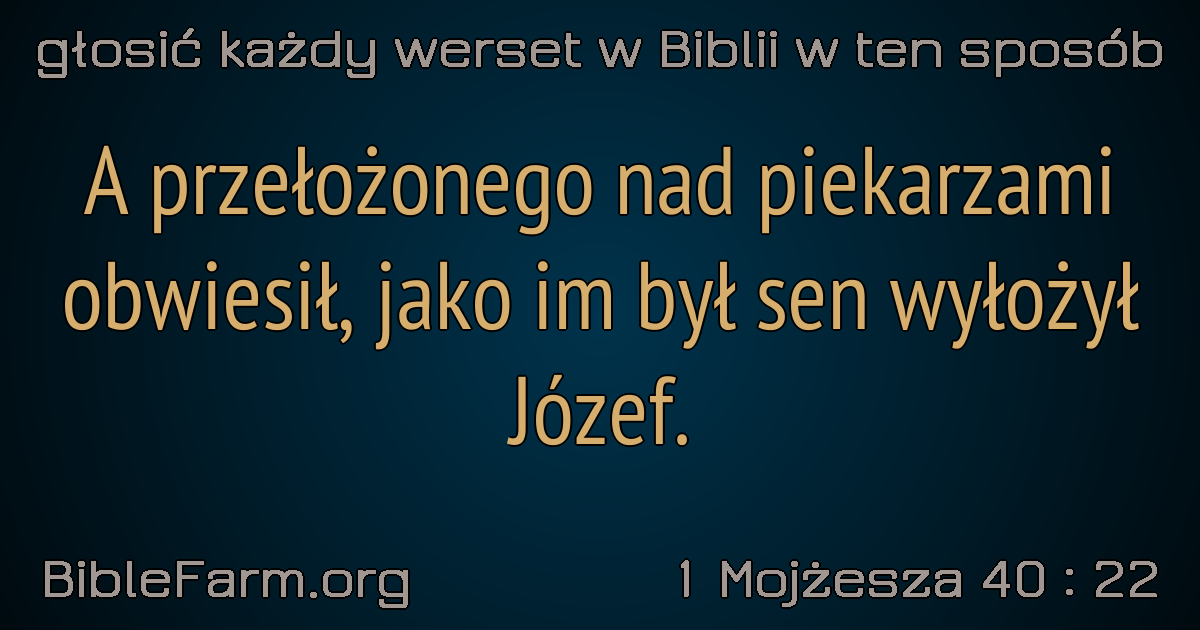 głosić każdy werset w Biblii w ten sposób
A przełożonego nad piekarzami
obwiesił, jako im był sen wyłożył
Józef.
BibleFarm.org
1 Mojżesza 40 : 22